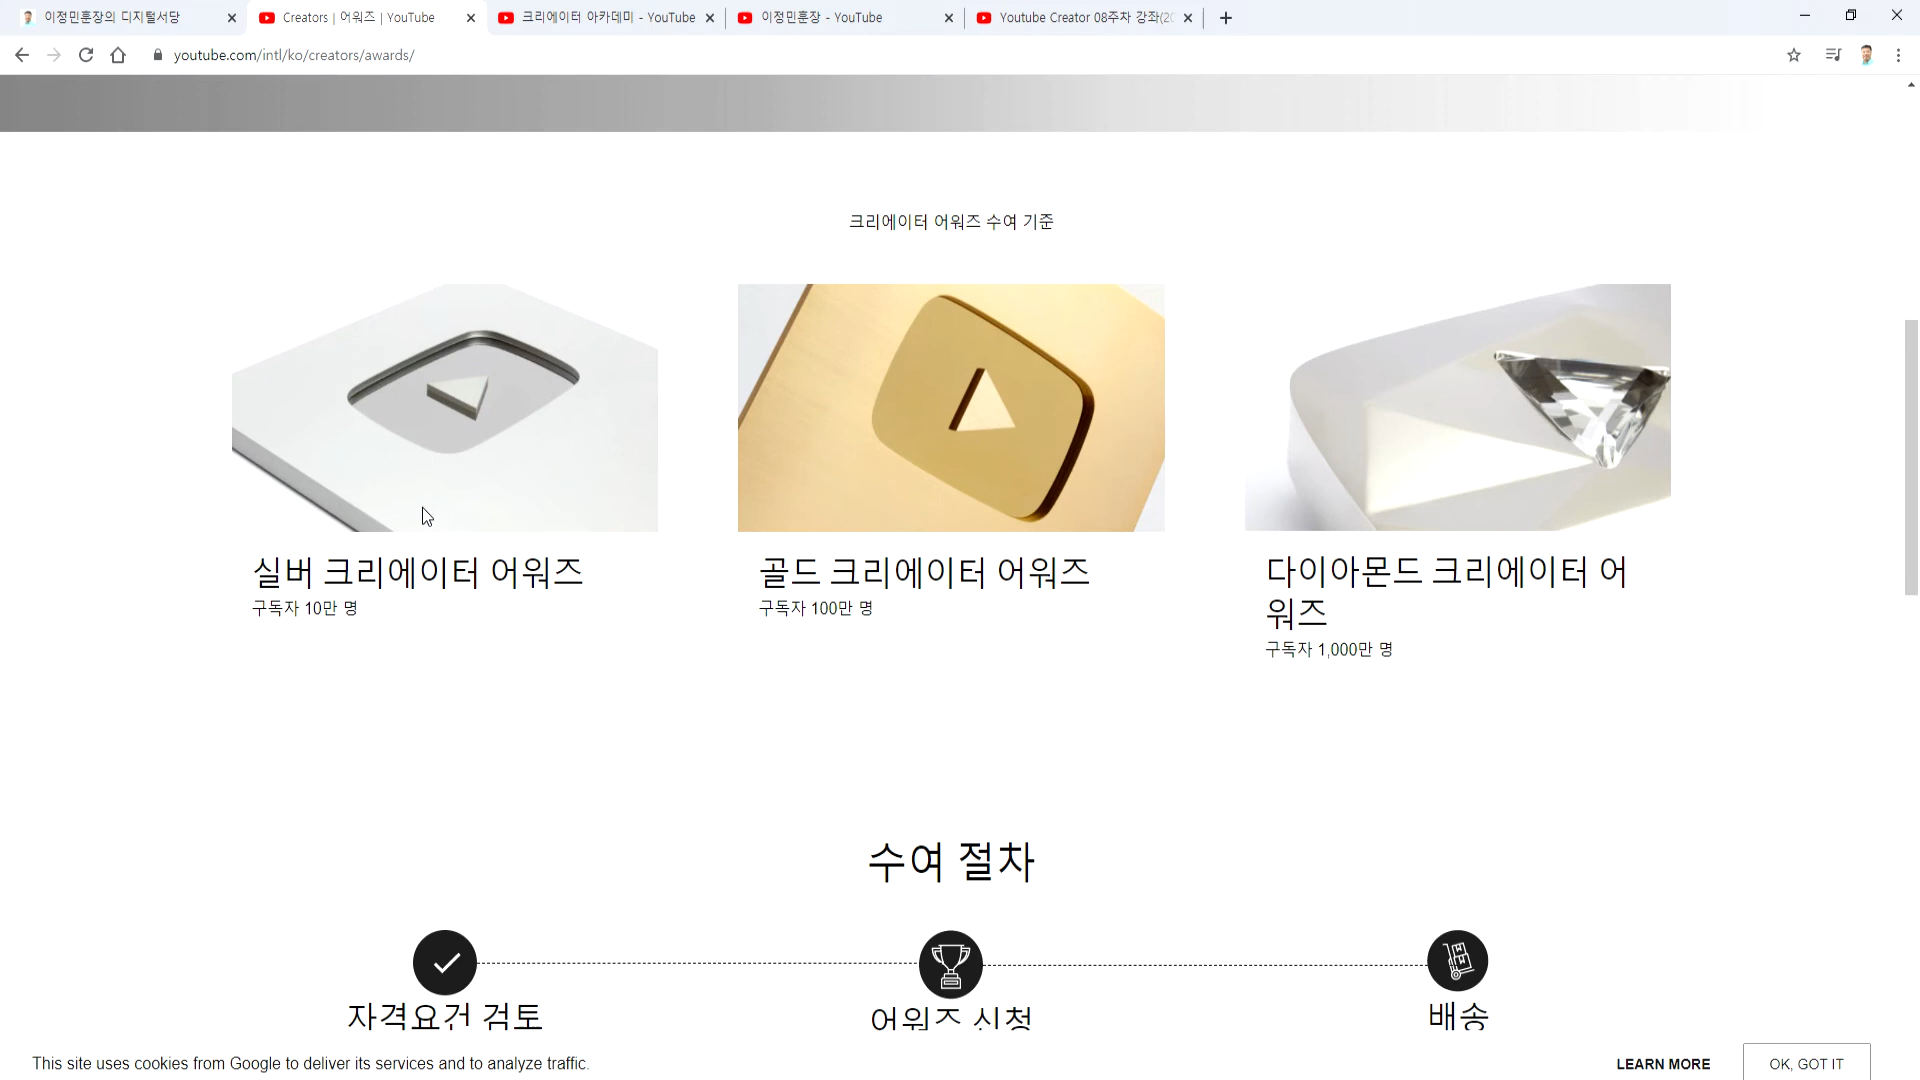 이정민훈장의 디지털서당
Creators | 어워즈 | YouTube
크리에이터 아카데미 - YouTube
이정민훈장 - YouTube
Youtube Creator 08주차 강좌(20
youtube.com/intl/ko/creators/awards/
크리에이터 어워즈 수여 기준
실버 크리에이터 어워즈
구독자 10만 명
골드 크리에이터 어워즈
구독자 100만 명
다이아몬드 크리에이터 어
워즈
구독자 1,000만 명
수여 절차
자격요건 검토
어워즈 신청
배송
This site uses cookies from Google to deliver its services and to analyze traffic.
LEARN MORE
OK, GOT IT